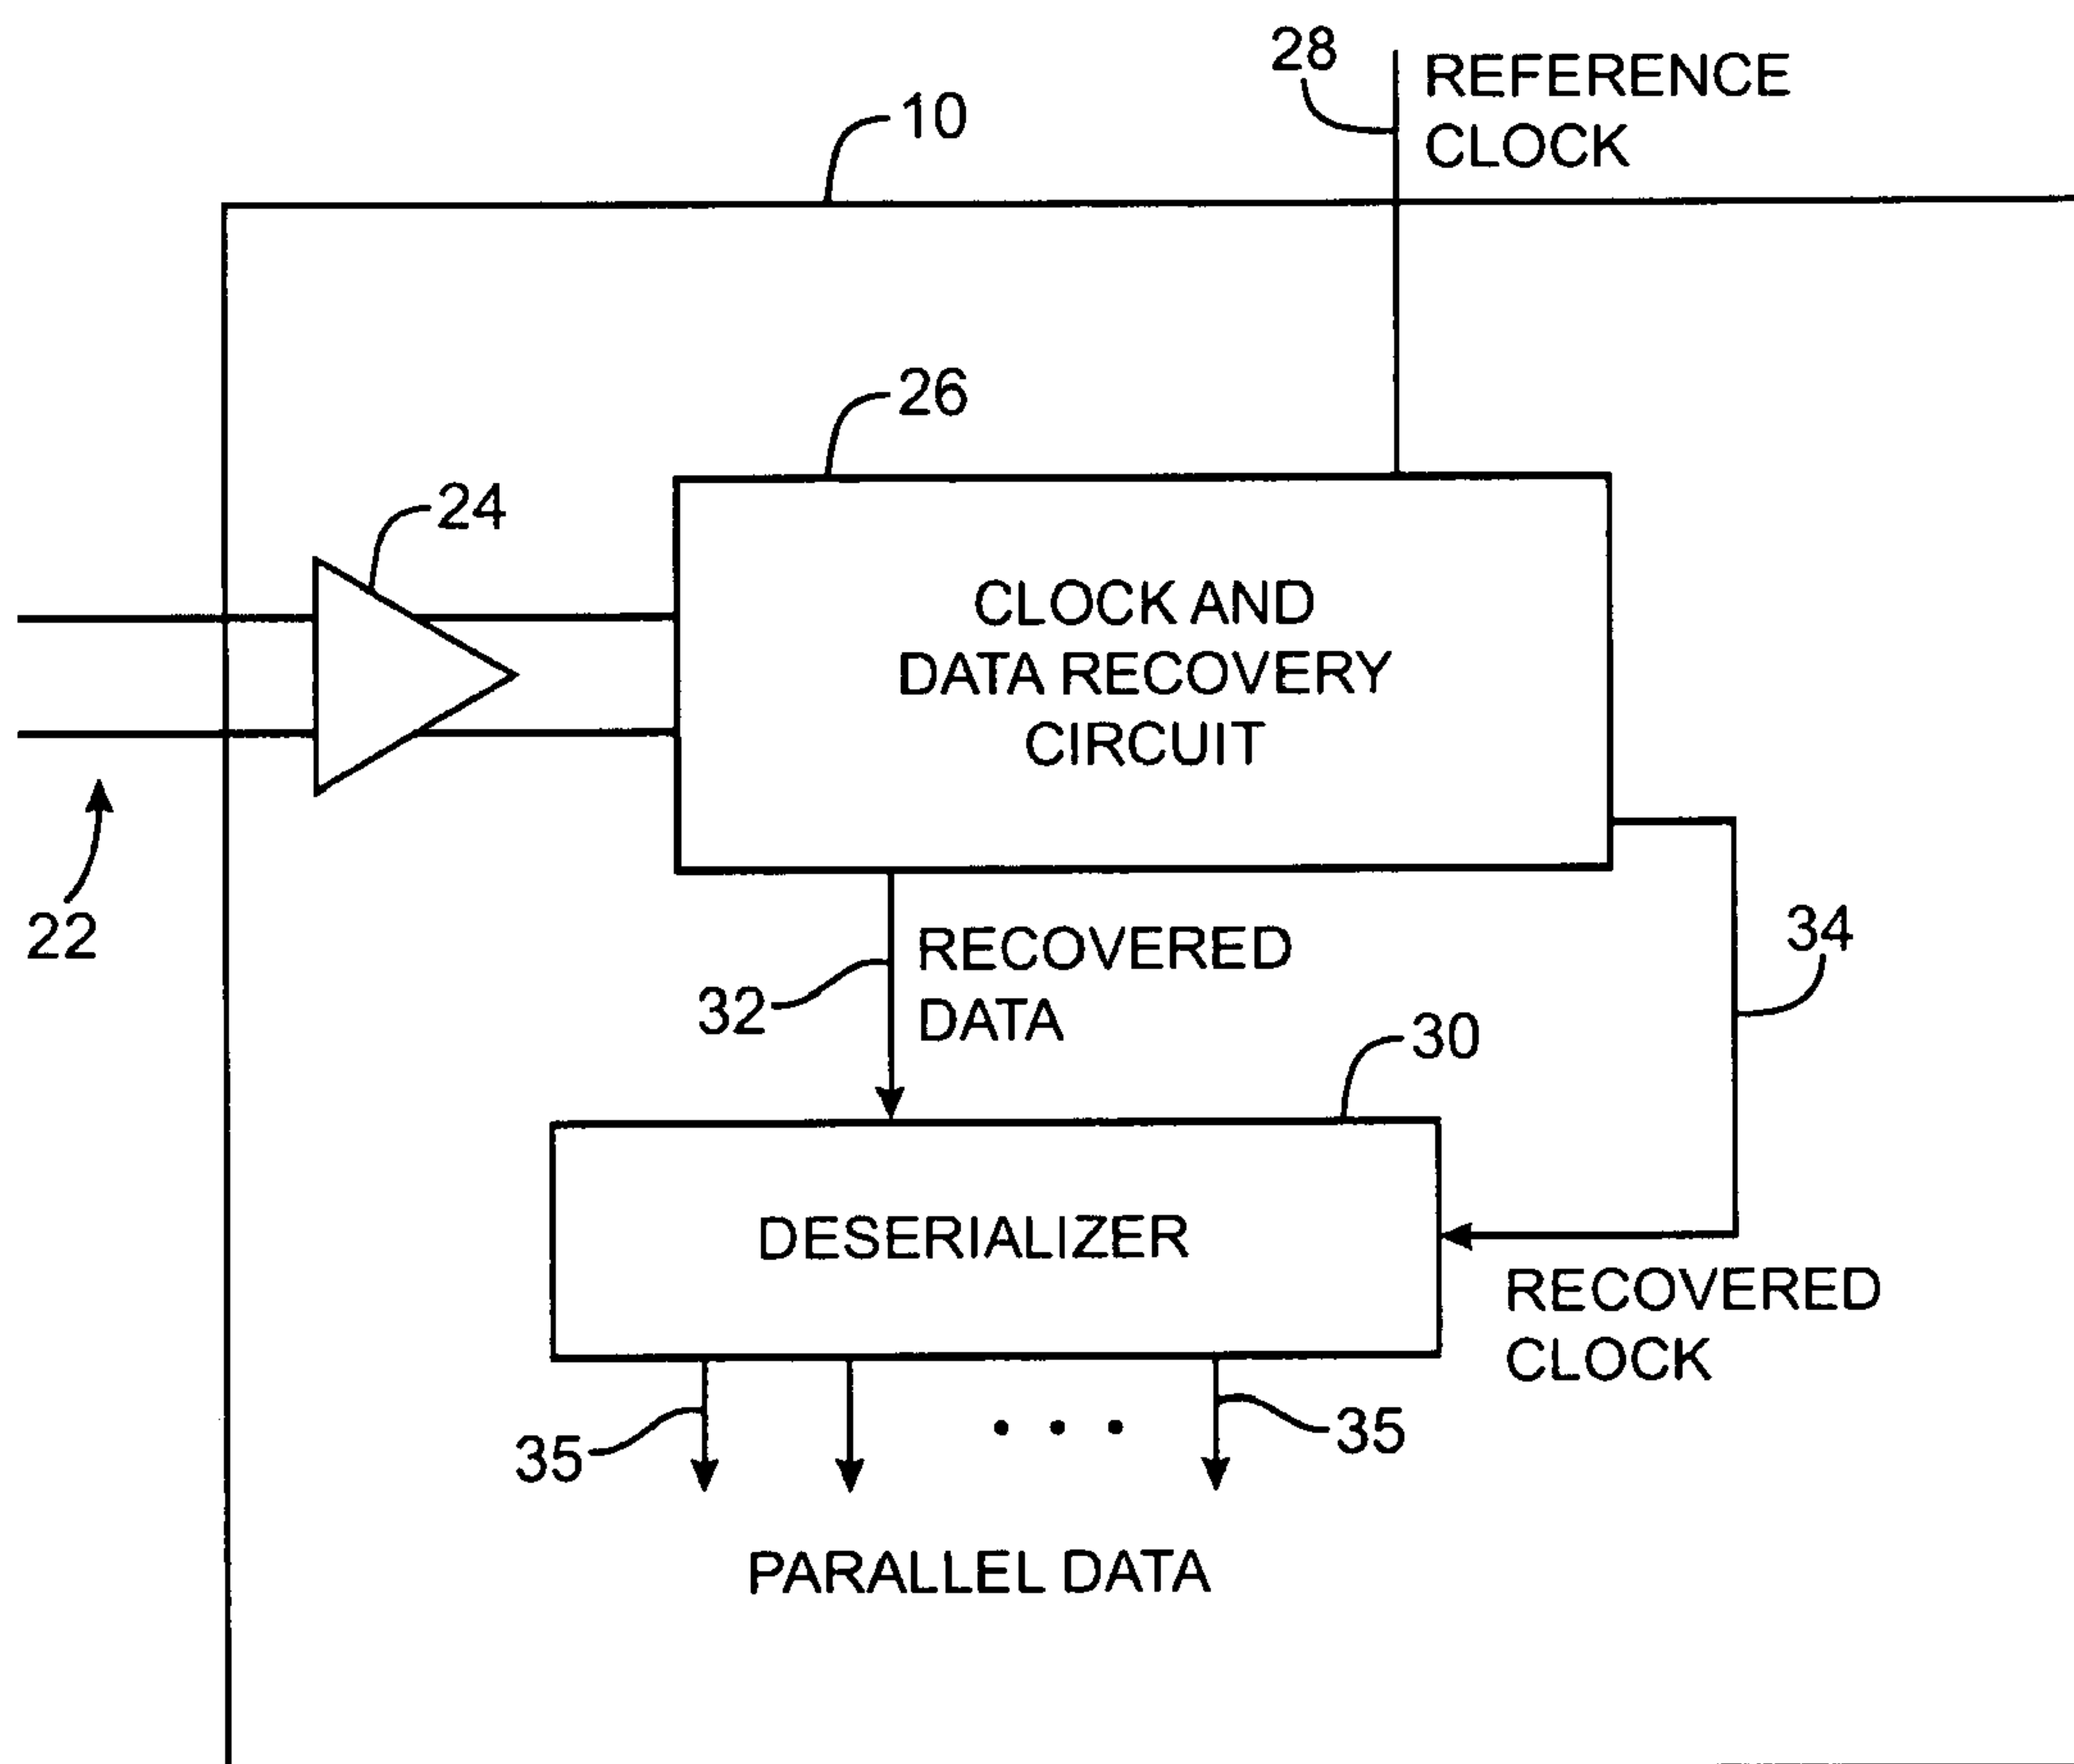 28
REFERENCE
CLOCK
10
26
24
CLOCK AND
DATA RECOVERY
CIRCUIT
22
34
RECOVERED
DATA
32
30
DESERIALIZER
RECOVERED
CLOCK
35
35
PARALLEL DATA